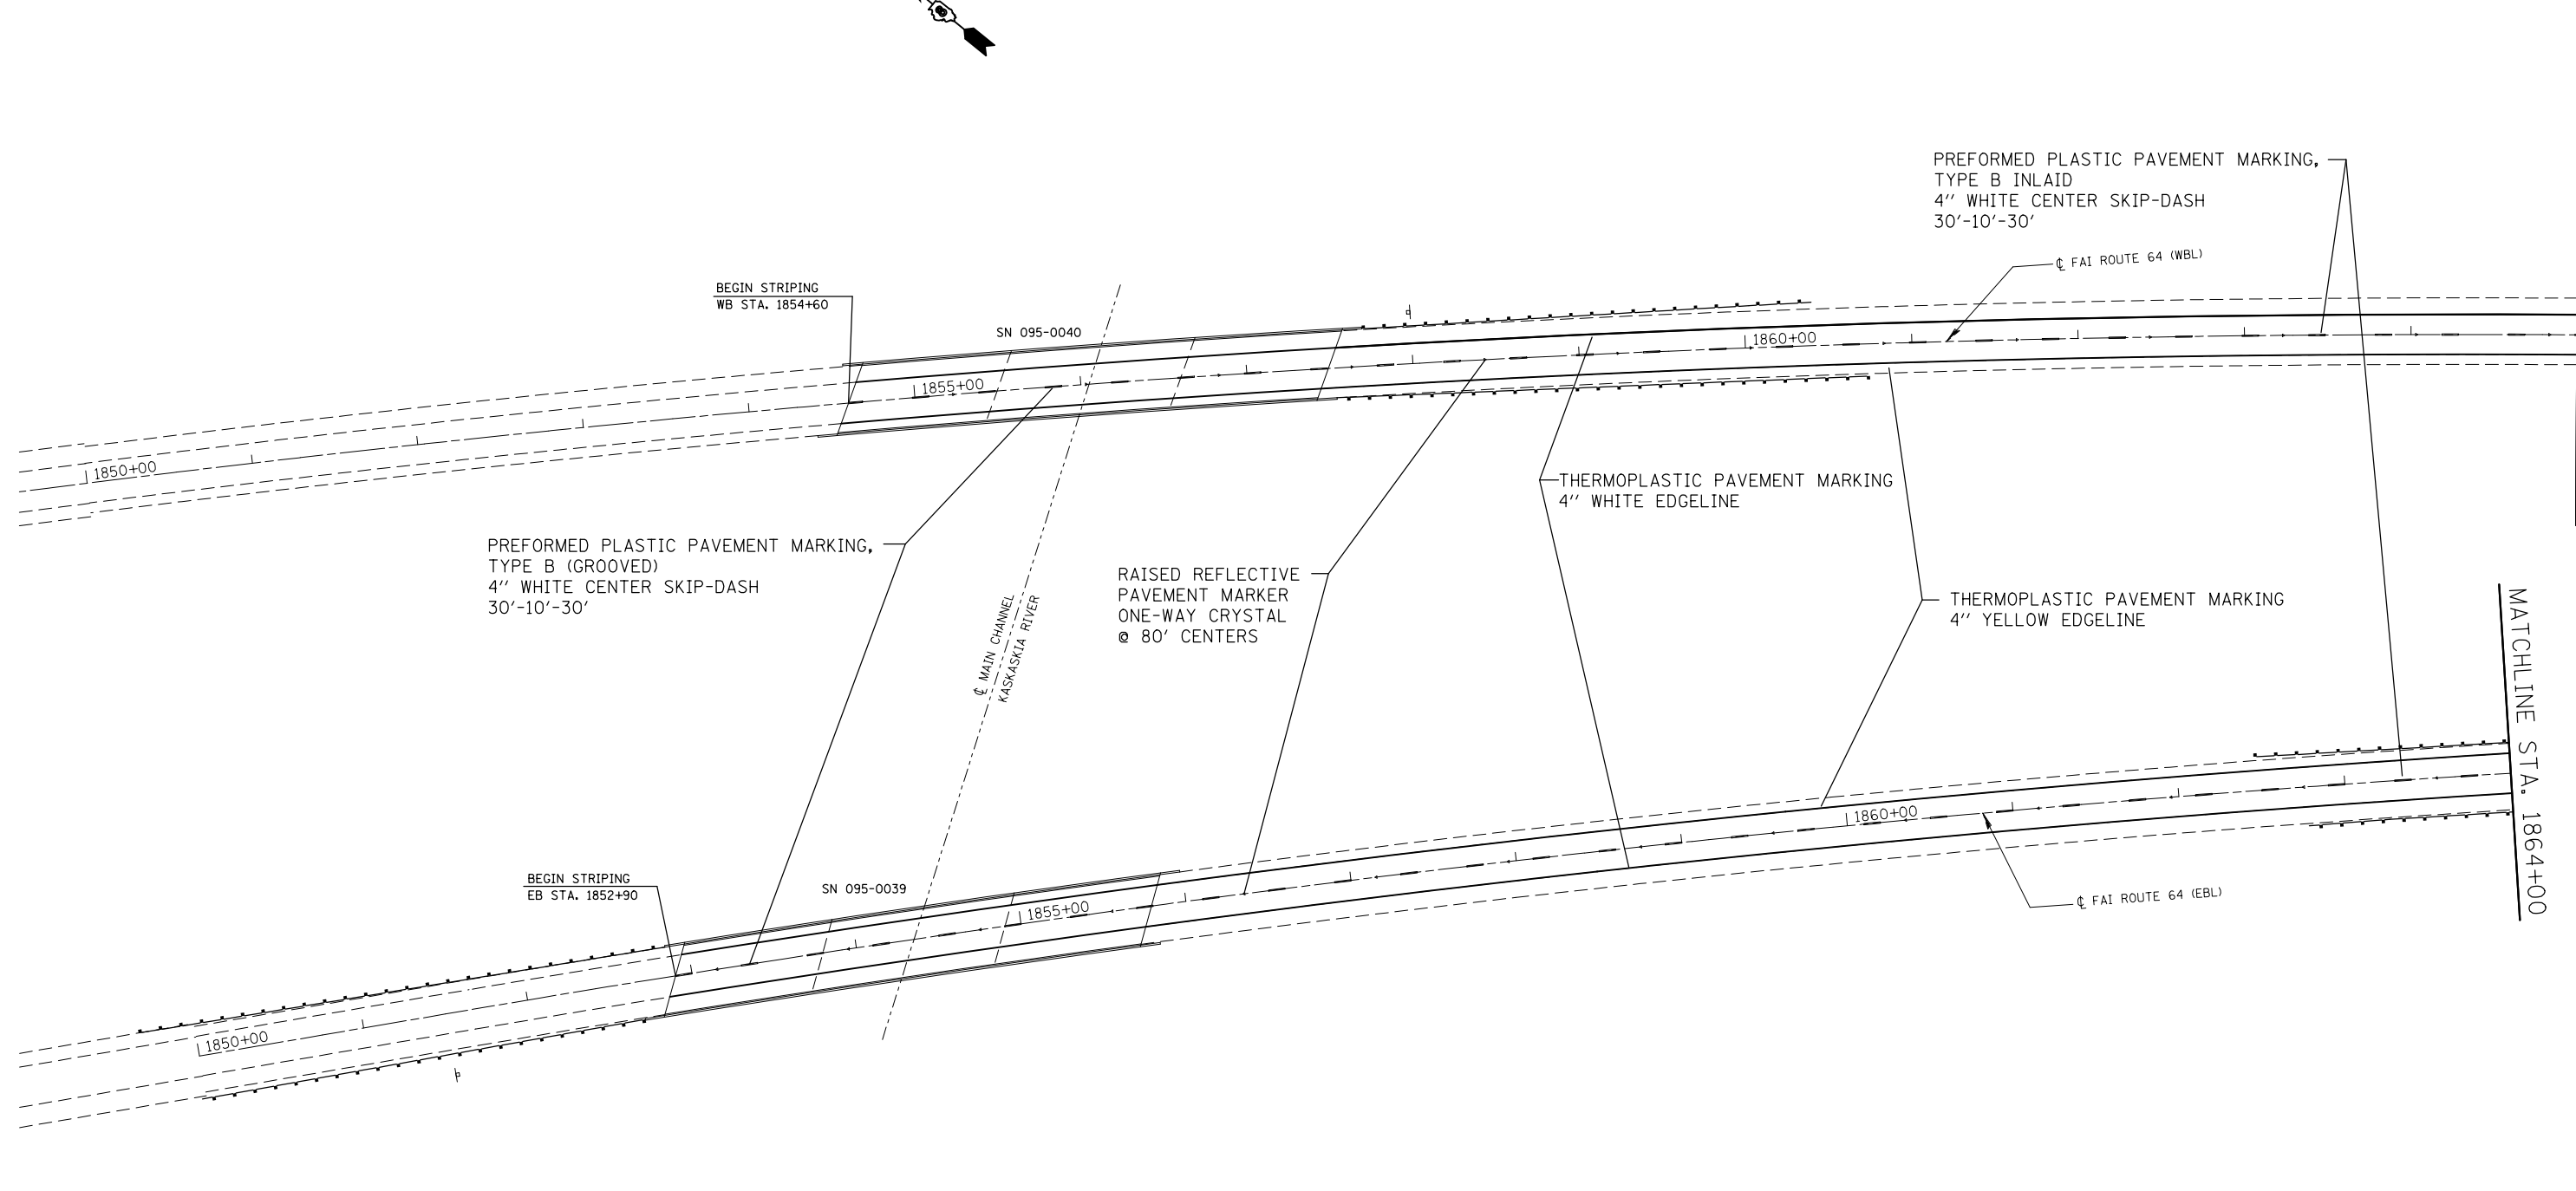 PREFORMED PLASTIC PAVEMENT MARKING,
TYPE B INLAID
4" WHITE CENTER SKIP-DASH
30'-10'-30'
℄ FAI ROUTE 64 (WBL)
BEGIN STRIPING
WB STA. 1854+60
SN 095-0040
1860+00
1855+00
1850+00
THERMOPLASTIC PAVEMENT MARKING
4" WHITE EDGELINE
PREFORMED PLASTIC PAVEMENT MARKING,
TYPE B (GROOVED)
4" WHITE CENTER SKIP-DASH
30'-10'-30'
RAISED REFLECTIVE
PAVEMENT MARKER
ONE-WAY CRYSTAL
@ 80' CENTERS
℄ MAIN CHANNEL
KASKASKIA RIVER
THERMOPLASTIC PAVEMENT MARKING
4" YELLOW EDGELINE
MATCHLINE STA. 1864+00
BEGIN STRIPING
EB STA. 1852+90
SN 095-0039
1860+00
1855+00
1850+00
℄ FAI ROUTE 64 (EBL)